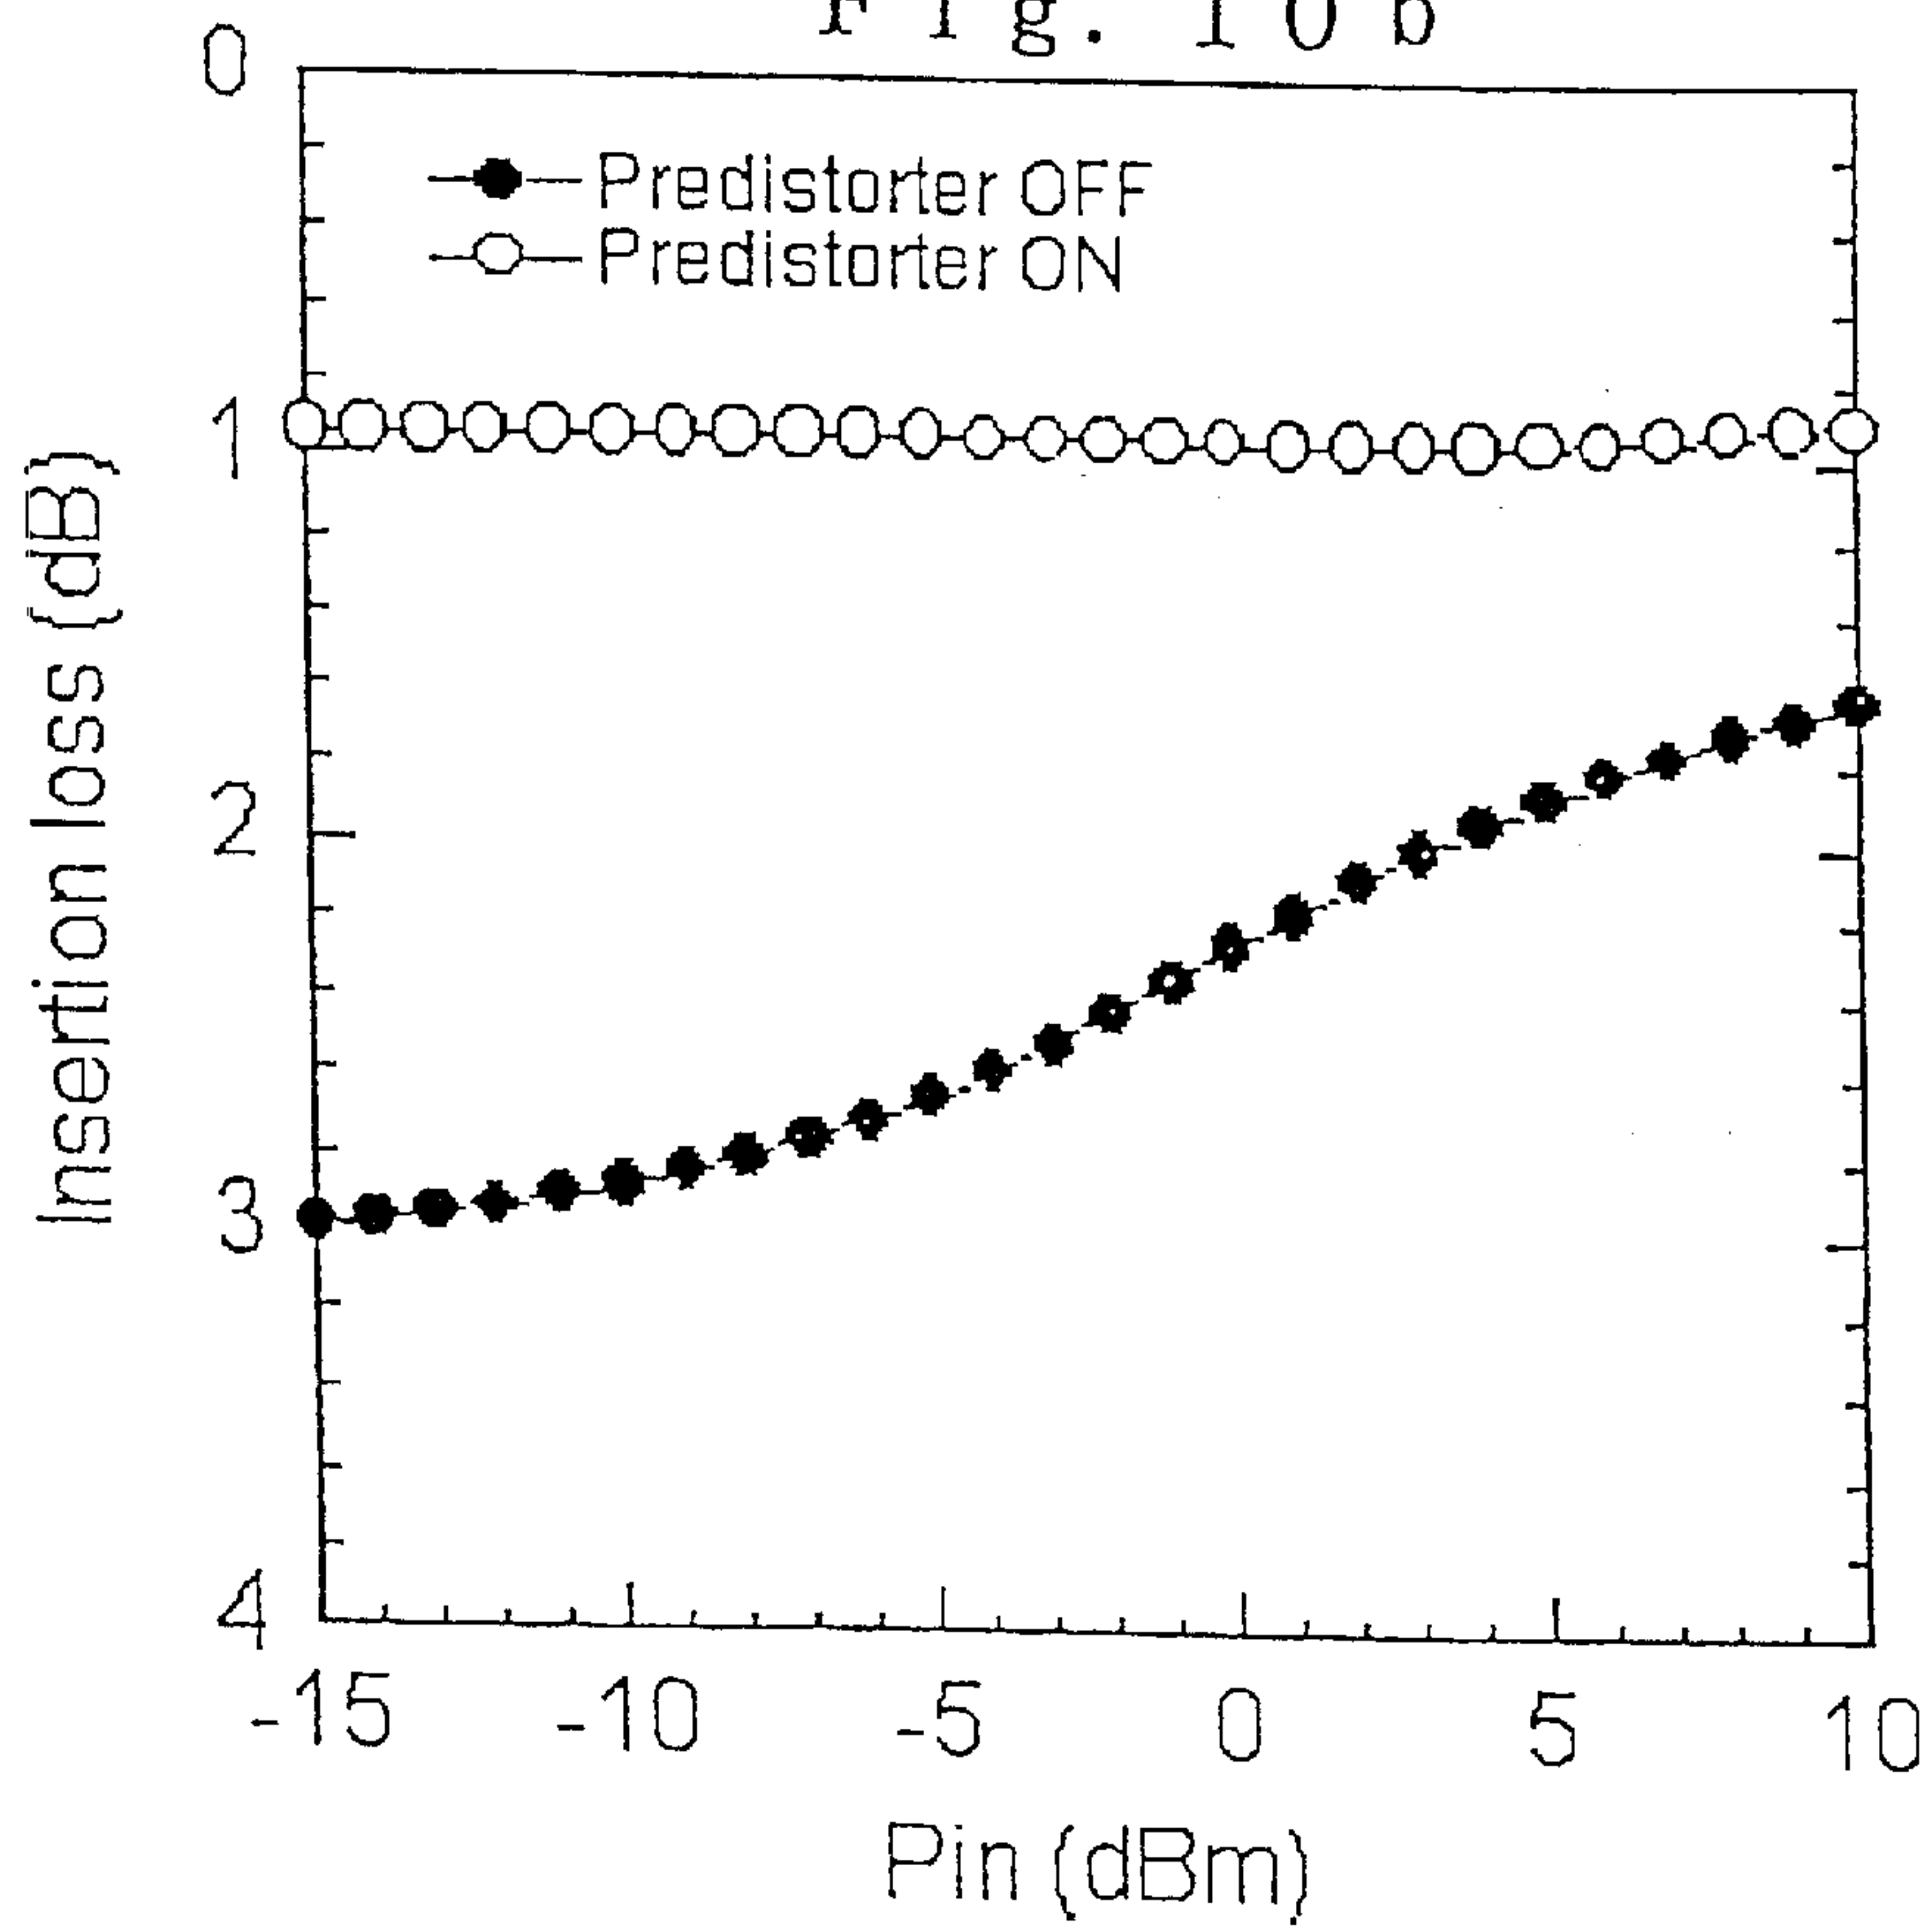 Fig. 10b
0
Predistorter OFF
Predistorter ON
1
2
3
4
Insertion loss (dB)
-15 -10 -5 0 5 10
Pin (dBm)